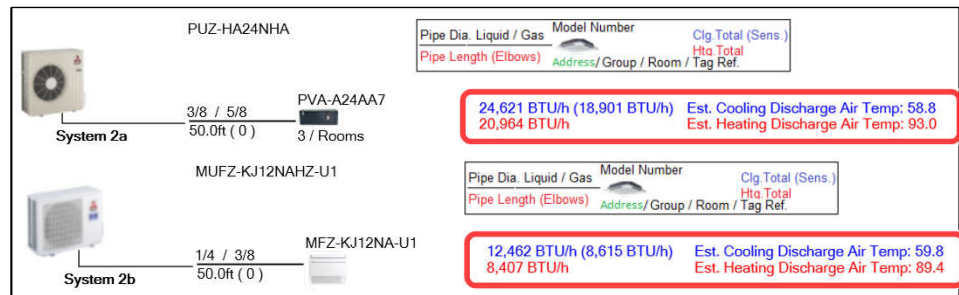 PUZ-HA24NHA
Pipe Dia. Liquid / Gas Model Number Clg.Total (Sens.)
Htg.Total
Pipe Length (Elbows) Address/ Group / Room / Tag Ref.
3/8 / 5/8 PVA-A24AA7
System 2a 50.0ft ( 0 ) 3 / Rooms
24,621 BTU/h (18,901 BTU/h) Est. Cooling Discharge Air Temp: 58.8
20,964 BTU/h Est. Heating Discharge Air Temp: 93.0
MUFZ-KJ12NAHZ-U1
Pipe Dia. Liquid / Gas Model Number Clg.Total (Sens.)
Htg.Total
Pipe Length (Elbows) Address/ Group / Room / Tag Ref.
1/4 / 3/8 MFZ-KJ12NA-U1
System 2b 50.0ft ( 0 )
12,462 BTU/h (8,615 BTU/h) Est. Cooling Discharge Air Temp: 59.8
8,407 BTU/h Est. Heating Discharge Air Temp: 89.4